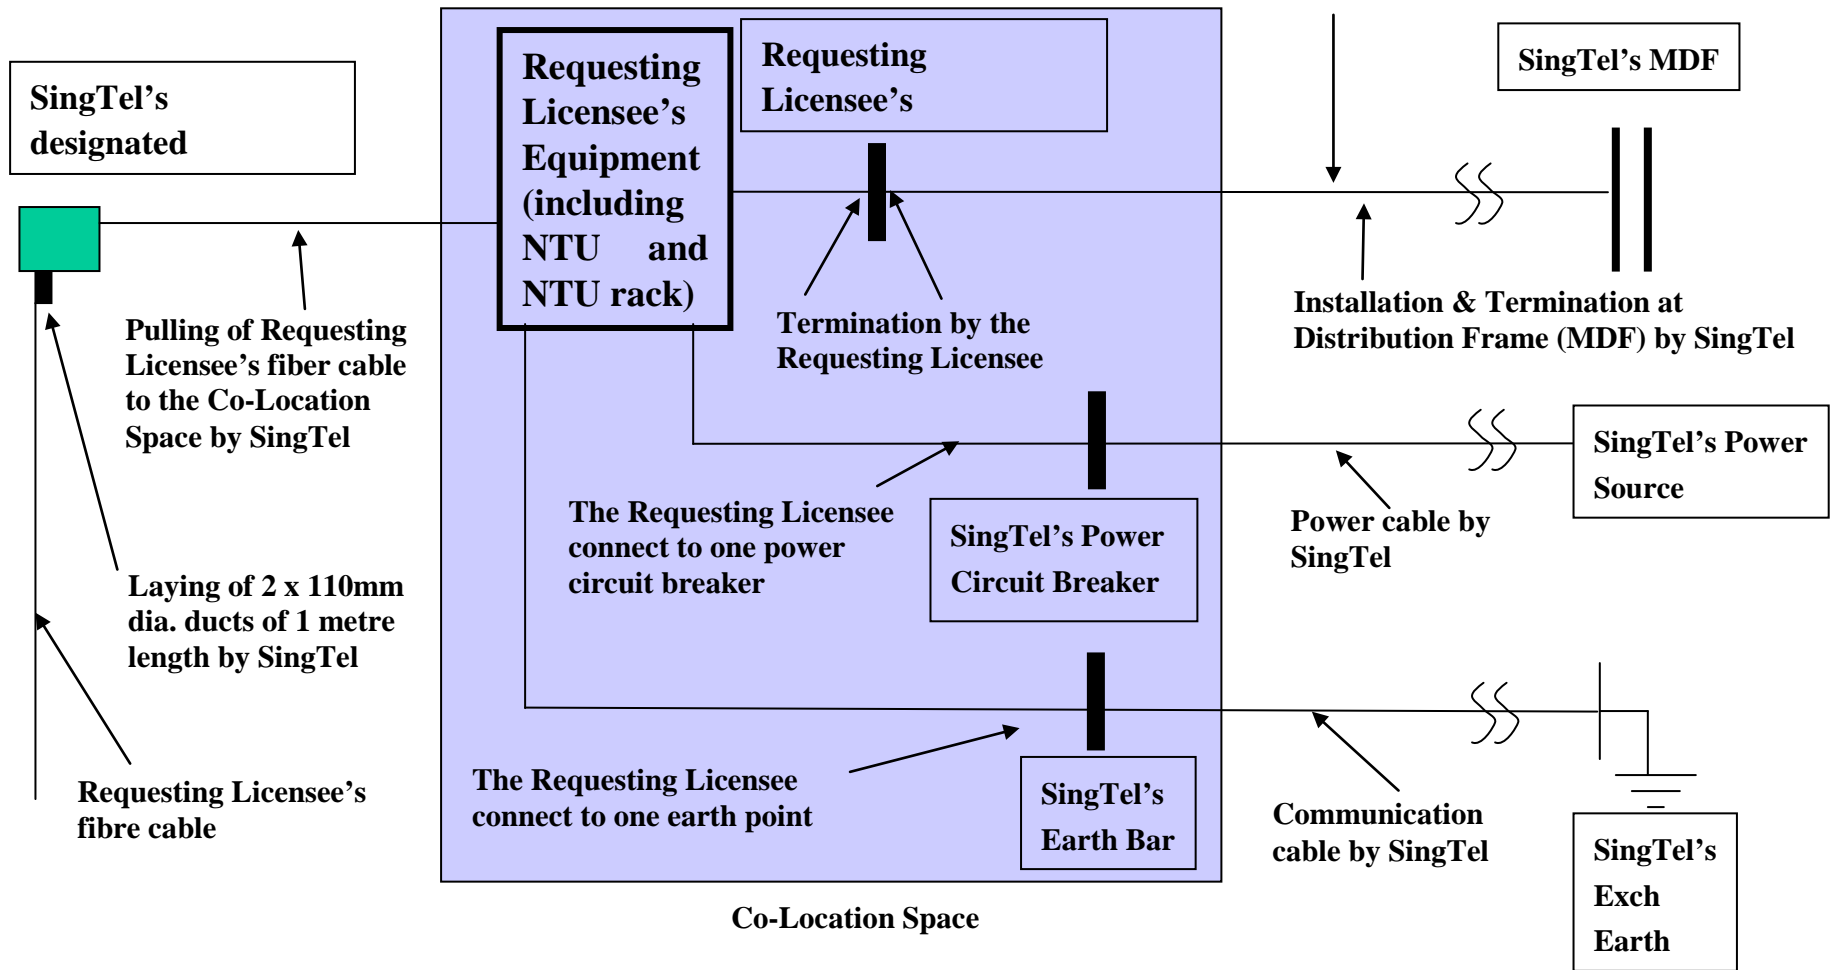 SingTel's
designated
Requesting
Licensee's
Equipment
(including
NTU and
NTU rack)
Requesting
Licensee's
SingTel's MDF
Pulling of Requesting
Licensee's fiber cable
to the Co-Location
Space by SingTel
Termination by the
Requesting Licensee
Installation & Termination at
Distribution Frame (MDF) by SingTel
The Requesting Licensee
connect to one power
circuit breaker
SingTel's Power
Circuit Breaker
Power cable by
SingTel
SingTel's Power
Source
Laying of 2 x 110mm
dia. ducts of 1 metre
length by SingTel
Requesting Licensee's
fibre cable
The Requesting Licensee
connect to one earth point
SingTel's
Earth Bar
Communication
cable by SingTel
SingTel's
Exch
Earth
Co-Location Space